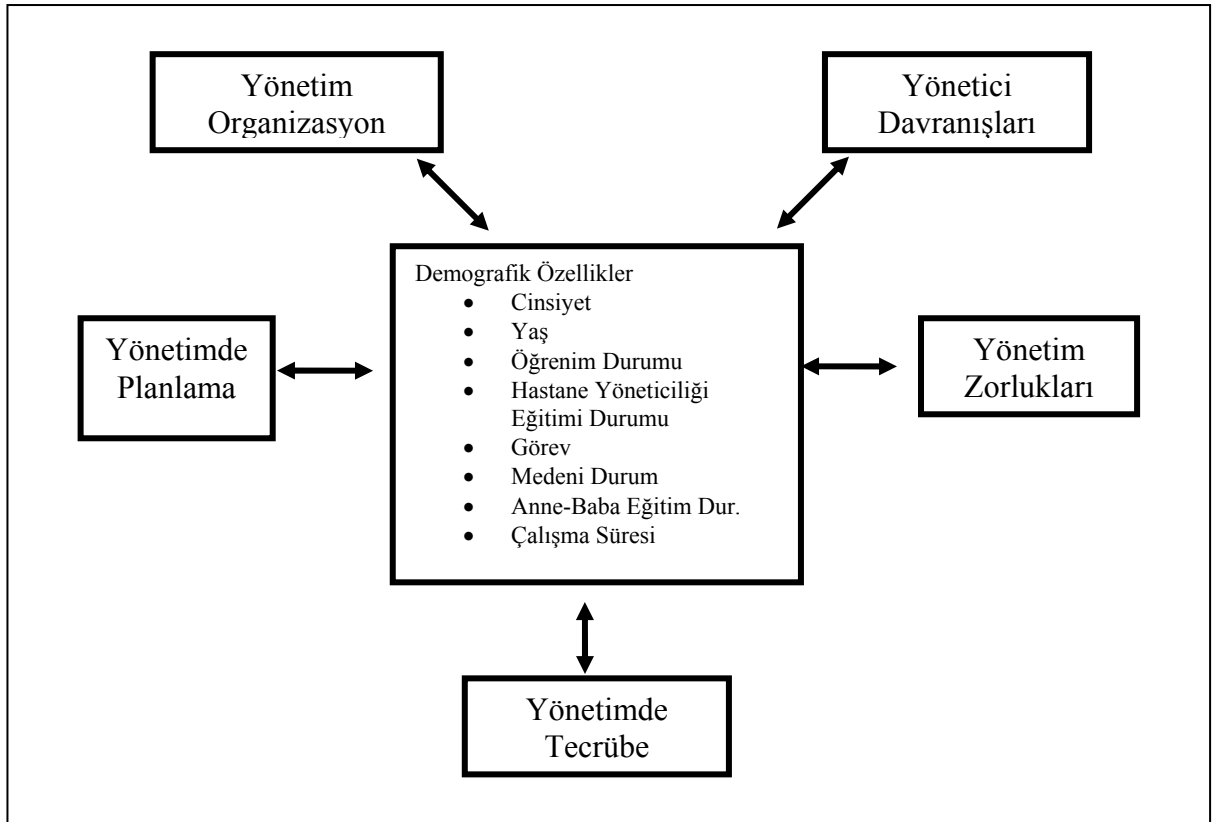 Yönetim
Organizasyon
Yönetici
Davranışları
Demografik Özellikler
• Cinsiyet
• Yaş
• Öğrenim Durumu
• Hastane Yöneticiliği
Eğitimi Durumu
• Görev
• Medeni Durum
• Anne-Baba Eğitim Dur.
• Çalışma Süresi
Yönetimde
Planlama
Yönetim
Zorlukları
Yönetimde
Tecrübe